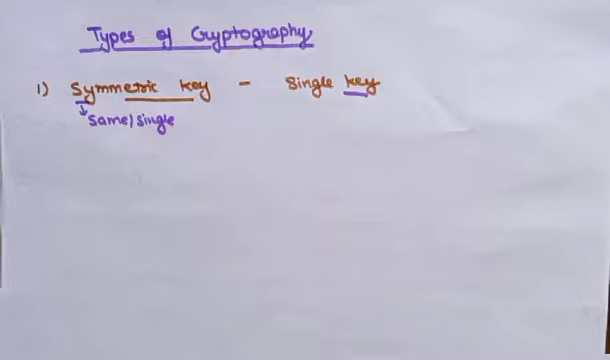 Types of Cryptography
1) Symmetric key - Single key
↓ Same/single